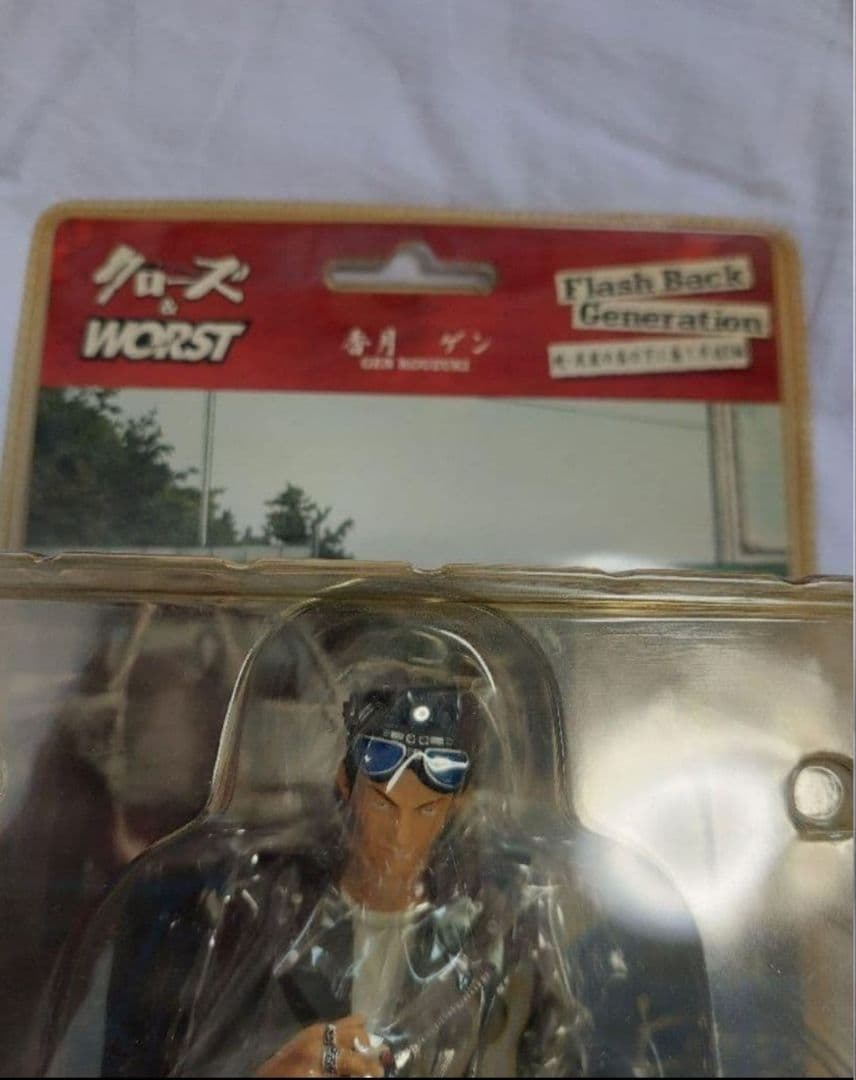 クローズ
&
WORST
香月 ゲン
GEN KOUZUKI
Flash Back
Generation